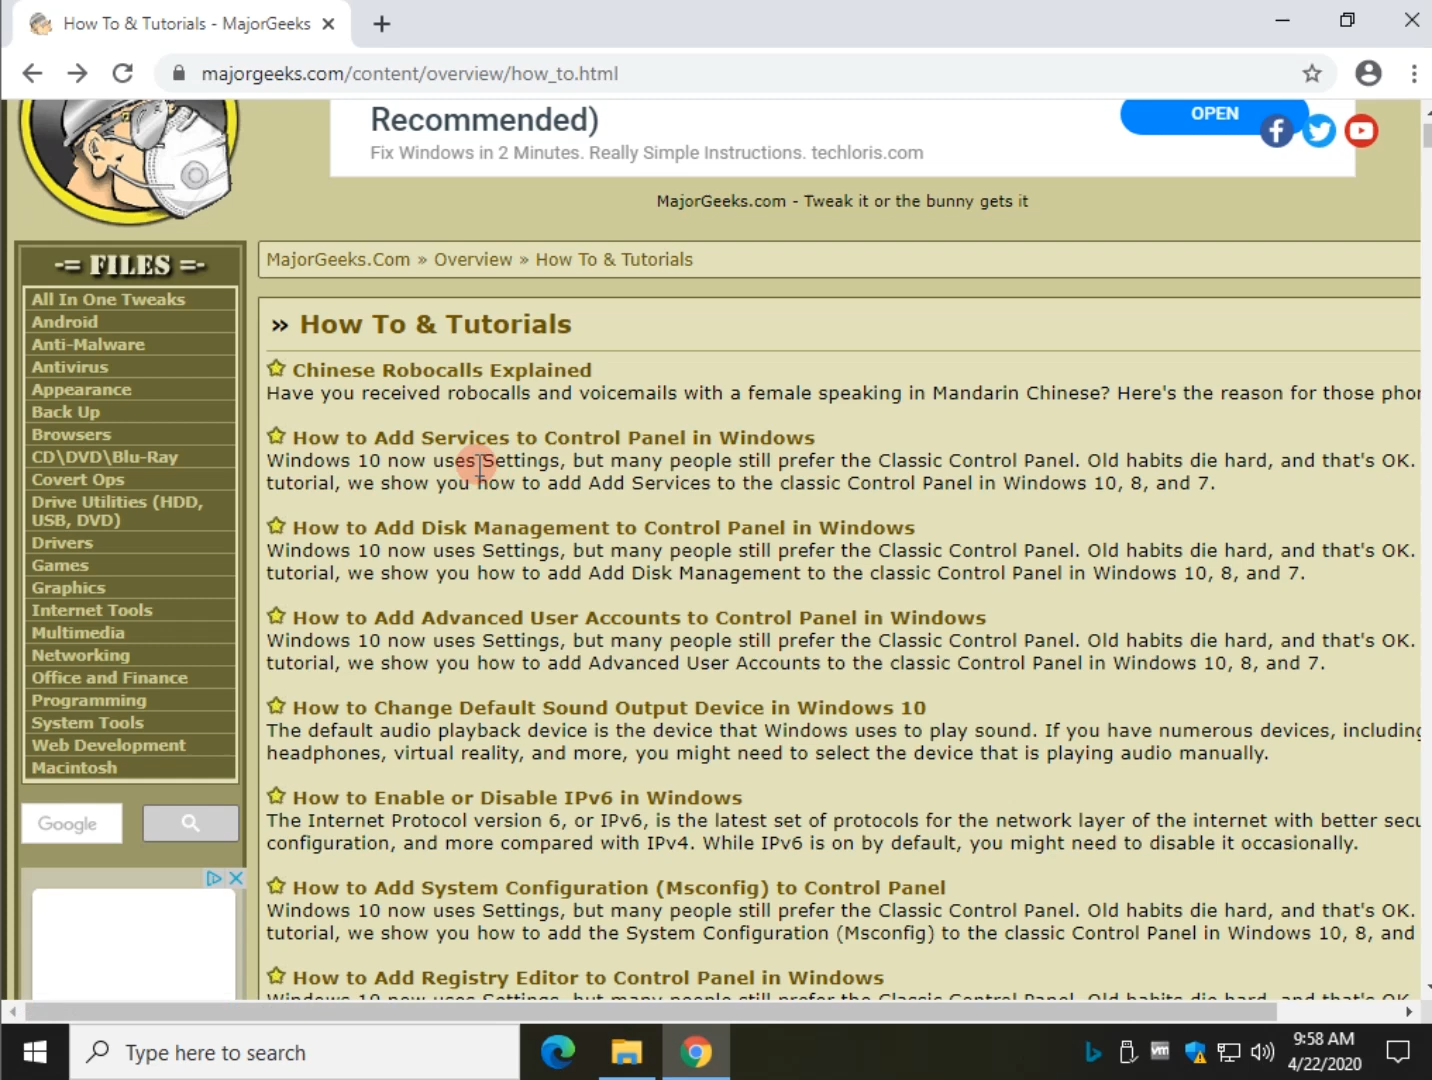 How To & Tutorials - MajorGeeks
majorgeeks.com/content/overview/how_to.html
Recommended)
Fix Windows in 2 Minutes. Really Simple Instructions. techloris.com
OPEN
MajorGeeks.com - Tweak it or the bunny gets it
-= FILES =-
All In One Tweaks
Android
Anti-Malware
Antivirus
Appearance
Back Up
Browsers
CD\DVD\Blu-Ray
Covert Ops
Drive Utilities (HDD,
USB, DVD)
Drivers
Games
Graphics
Internet Tools
Multimedia
Networking
Office and Finance
Programming
System Tools
Web Development
Macintosh
Google
MajorGeeks.Com » Overview » How To & Tutorials
» How To & Tutorials
Chinese Robocalls Explained
Have you received robocalls and voicemails with a female speaking in Mandarin Chinese? Here's the reason for those
How to Add Services to Control Panel in Windows
Windows 10 now uses Settings, but many people still prefer the Classic Control Panel. Old habits die hard, and that's OK.
tutorial, we show you how to add Add Services to the classic Control Panel in Windows 10, 8, and 7.
How to Add Disk Management to Control Panel in Windows
Windows 10 now uses Settings, but many people still prefer the Classic Control Panel. Old habits die hard, and that's OK.
tutorial, we show you how to add Add Disk Management to the classic Control Panel in Windows 10, 8, and 7.
How to Add Advanced User Accounts to Control Panel in Windows
Windows 10 now uses Settings, but many people still prefer the Classic Control Panel. Old habits die hard, and that's OK.
tutorial, we show you how to add Advanced User Accounts to the classic Control Panel in Windows 10, 8, and 7.
How to Change Default Sound Output Device in Windows 10
The default audio playback device is the device that Windows uses to play sound. If you have numerous devices, including
headphones, virtual reality, and more, you might need to select the device that is playing audio manually.
How to Enable or Disable IPv6 in Windows
The Internet Protocol version 6, or IPv6, is the latest set of protocols for the network layer of the internet with better
configuration, and more compared with IPv4. While IPv6 is on by default, you might need to disable it occasionally.
How to Add System Configuration (Msconfig) to Control Panel
Windows 10 now uses Settings, but many people still prefer the Classic Control Panel. Old habits die hard, and that's OK.
tutorial, we show you how to add the System Configuration (Msconfig) to the classic Control Panel in Windows 10, 8, and
How to Add Registry Editor to Control Panel in Windows
Windows 10 now uses Settings, but many people still prefer the Classic Control Panel. Old habits die hard, and that's OK.
Type here to search
vm
9:58 AM
4/22/2020